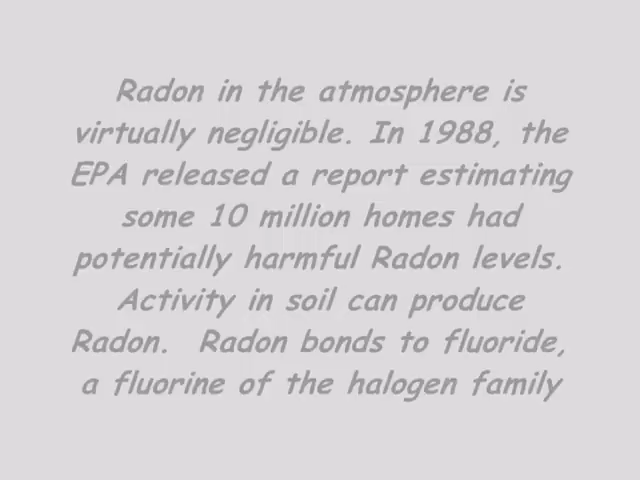 Radon in the atmosphere is
virtually negligible. In 1988, the
EPA released a report estimating
some 10 million homes had
potentially harmful Radon levels.
Activity in soil can produce
Radon.  Radon bonds to fluoride,
a fluorine of the halogen family